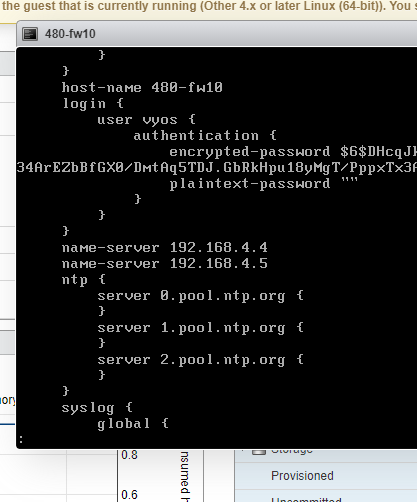 the guest that is currently running (Other 4.x or later Linux (64-bit)). You s
480-fw10
}
}
host-name 480-fw10
login {
user vyos {
authentication {
encrypted-password $6$DHcqJk
34ArEZbBfGX0/DmtAq5TDJ.GbRkHpu18yMgT/PppxTx3A
plaintext-password ""
}
}
}
name-server 192.168.4.4
name-server 192.168.4.5
ntp {
server 0.pool.ntp.org {
}
server 1.pool.ntp.org {
}
server 2.pool.ntp.org {
}
}
syslog {
global {
:
ory
0.8
0.6
nsumed h
Storage
Provisioned
Uncommitted